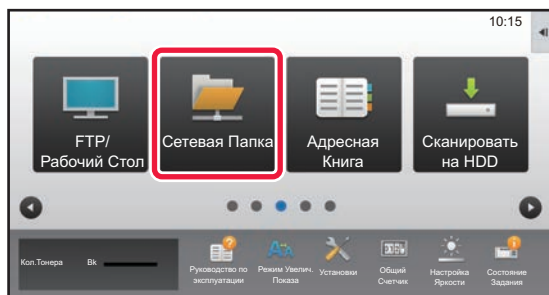 10:15
FTP/
Рабочий Стол
Сетевая Папка
Адресная
Книга
Сканировать
на HDD
Кол.Тонера
Bk
Руководство по
эксплуатации
Режим Увелич.
Показа
Установки
Общий
Счетчик
Настройка
Яркости
Состояние
Задания